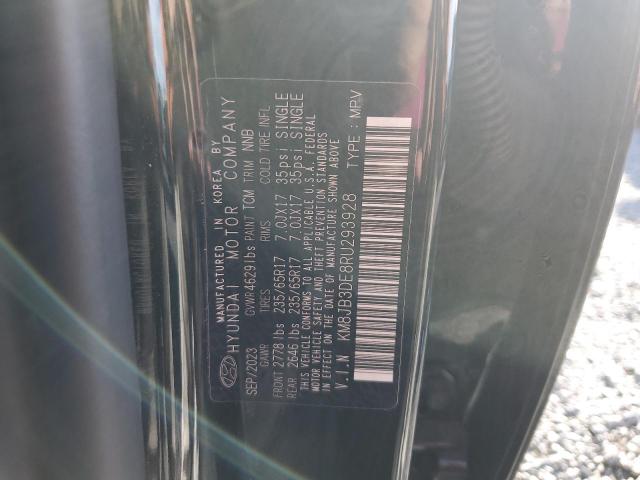 MANUFACTURED IN KOREA BY
HYUNDAI MOTOR COMPANY
SEP/2023 GVWR 4629 lbs PAINT TCM TRIM NNB
GAWR TIRES RIMS COLD TIRE INFL
FRONT 2778 lbs 235/65R17 7.0JX17 35psi SINGLE
REAR 2646 lbs 235/65R17 7.0JX17 35psi SINGLE
THIS VEHICLE CONFORMS TO ALL APPLICABLE U.S.A. FEDERAL
MOTOR VEHICLE SAFETY AND THEFT PREVENTION STANDARDS
IN EFFECT ON THE DATE OF MANUFACTURE SHOWN ABOVE
V.I.N KM8JB3DE8RU293928 TYPE : MPV